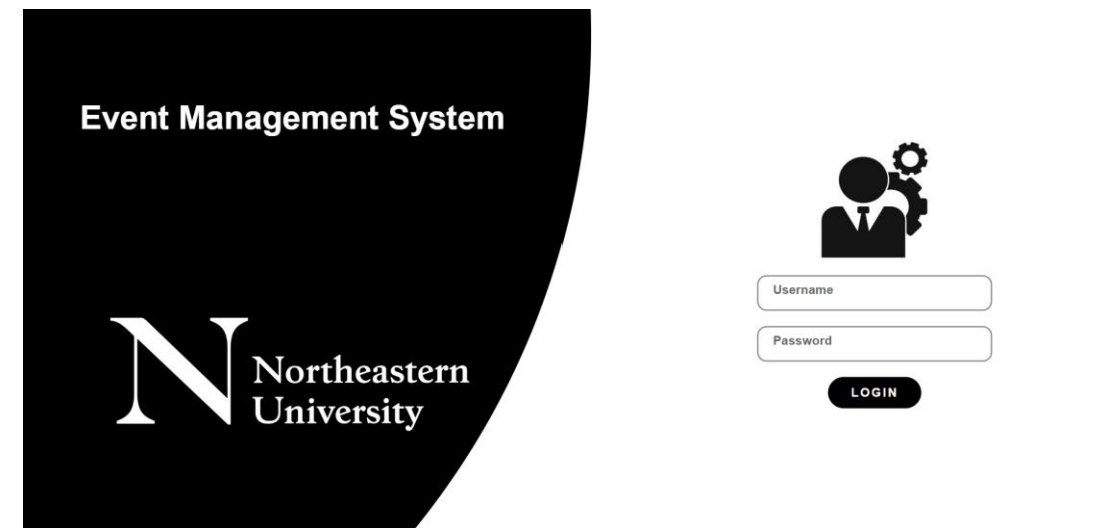 Event Management System
N Northeastern
University
Username
Password
LOGIN